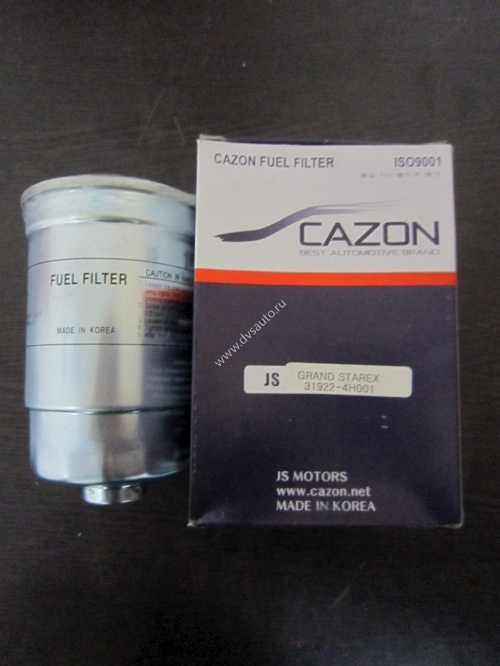 CAZON FUEL FILTER
ISO9001
CAZON
BEST AUTOMOTIVE BRAND
JS
GRAND STAREX
31922-4H001
JS MOTORS
www.cazon.net
MADE IN KOREA
FUEL FILTER
MADE IN KOREA
CAUTION IN
www.dvsauto.ru